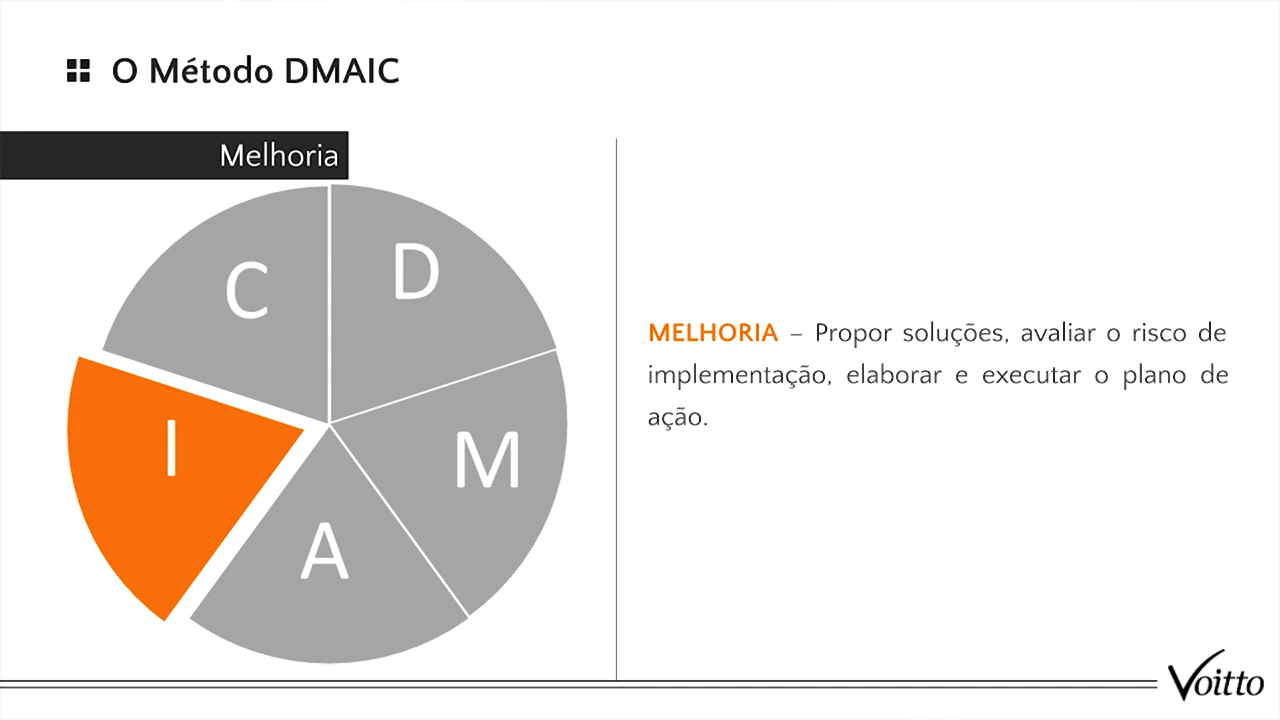 O Método DMAIC
Melhoria
C
D
I
M
A
MELHORIA – Propor soluções, avaliar o risco de
implementação, elaborar e executar o plano de
ação.
Voitto